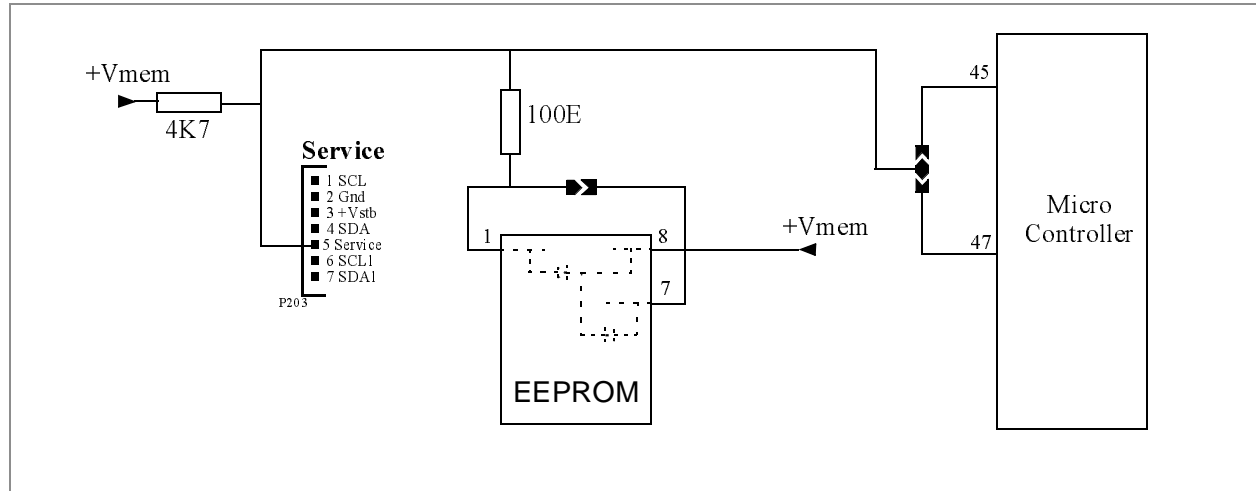 +Vmem
4K7
Service
1 SCL
2 Gnd
3 +Vstb
4 SDA
5 Service
6 SCL1
7 SDA1
P203
100E
1
8
7
EEPROM
+Vmem
45
47
Micro
Controller